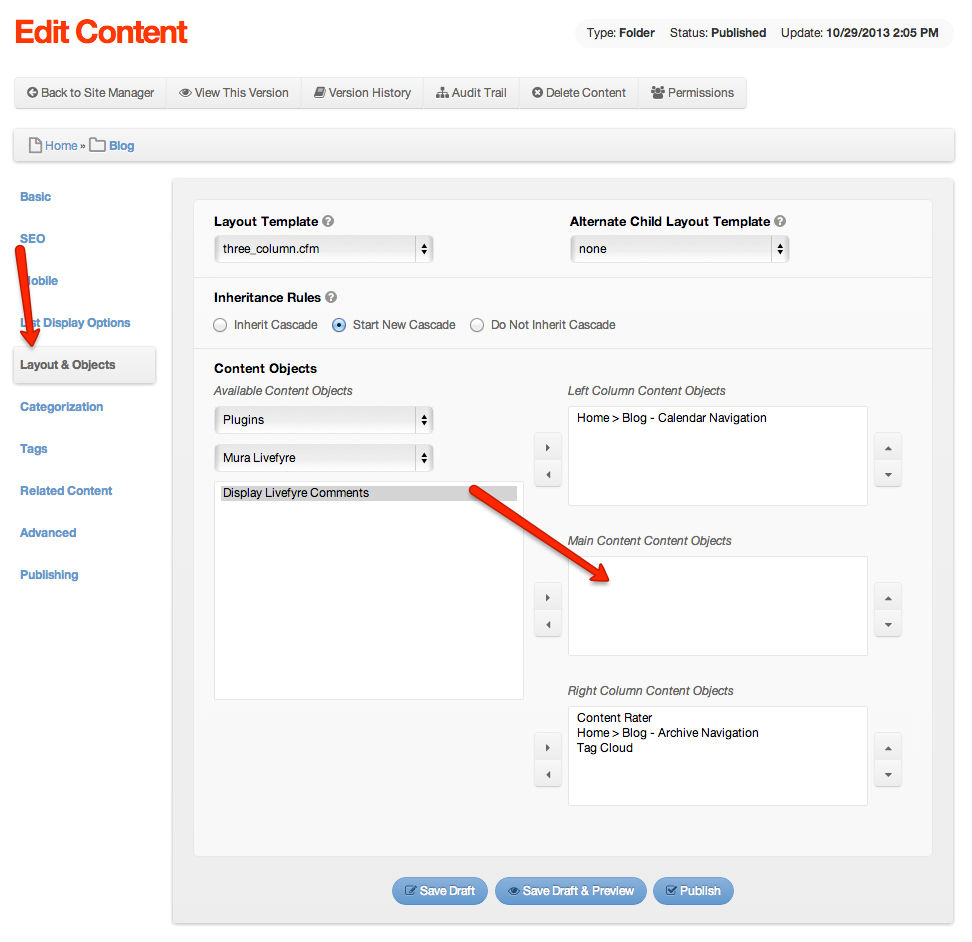 Edit Content
Type: Folder Status: Published Update: 10/29/2013 2:05 PM
Back to Site Manager View This Version Version History Audit Trail Delete Content Permissions
Home » Blog
Basic
SEO
Mobile
List Display Options
Layout & Objects
Categorization
Tags
Related Content
Advanced
Publishing
Layout Template
three_column.cfm
Alternate Child Layout Template
none
Inheritance Rules
Inherit Cascade Start New Cascade Do Not Inherit Cascade
Content Objects
Available Content Objects
Plugins
Mura Livefyre
Display Livefyre Comments
Left Column Content Objects
Home > Blog - Calendar Navigation
Main Content Content Objects
Right Column Content Objects
Content Rater
Home > Blog - Archive Navigation
Tag Cloud
Save Draft Save Draft & Preview Publish